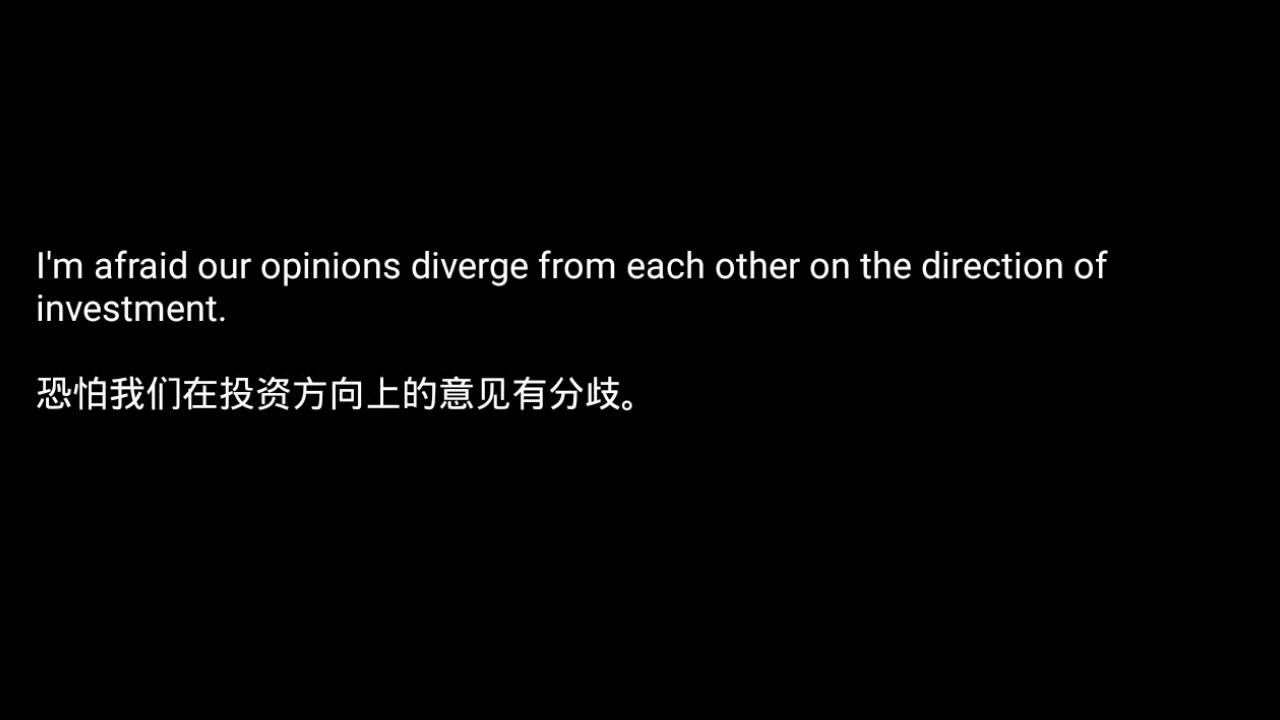 I'm afraid our opinions diverge from each other on the direction of
investment.
恐怕我们在投资方向上的意见有分歧。